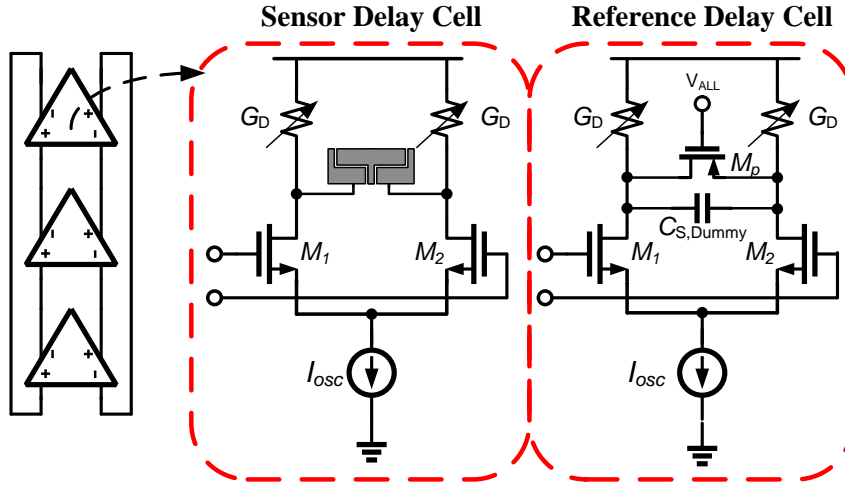 Sensor Delay Cell
Reference Delay Cell
V_ALL
G_D
G_D
G_D
G_D
M_p
C_S,Dummy
M_1
M_2
M_1
M_2
I_osc
I_osc
+ -
+ -
+ -
+ -
+ -
+ -